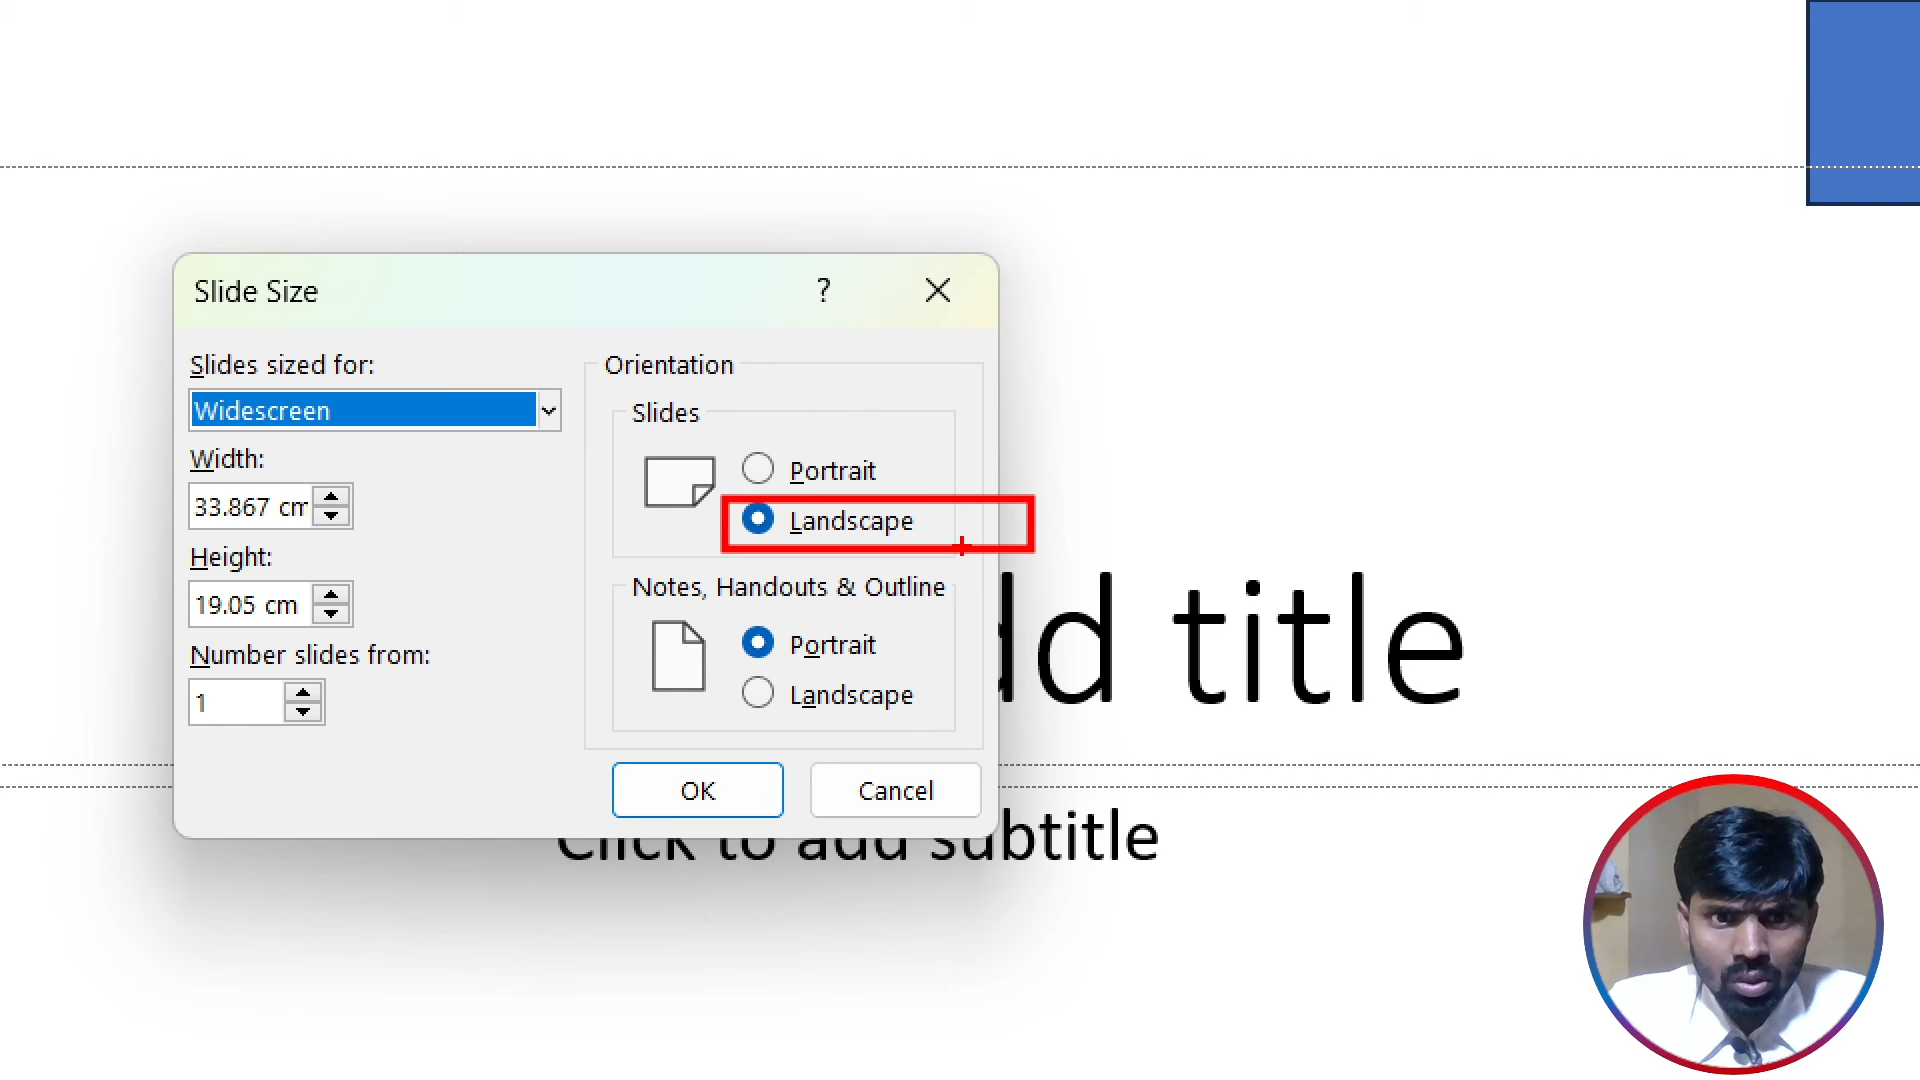 Slide Size
?
Slides sized for:
Widescreen
Width:
33.867 cm
Height:
19.05 cm
Number slides from:
1
Orientation
Slides
Portrait
Landscape
Notes, Handouts & Outline
Portrait
Landscape
OK
Cancel
dd title
Click to add subtitle